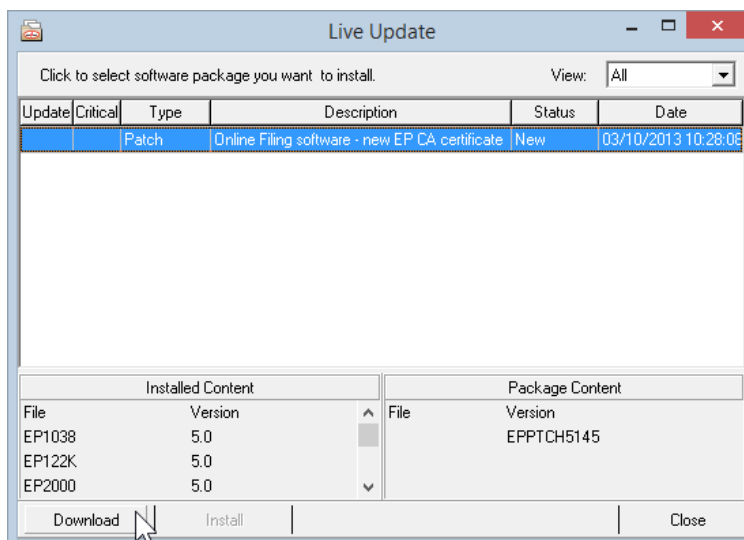 Live Update
Click to select software package you want to install. View: All
Update Critical Type Description Status Date
Patch Online Filing software - new EP CA certificate New 03/10/2013 10:28:08
Installed Content Package Content
File Version File Version
EP1038 5.0 EPPTCH5145
EP122K 5.0
EP2000 5.0
Download Install Close